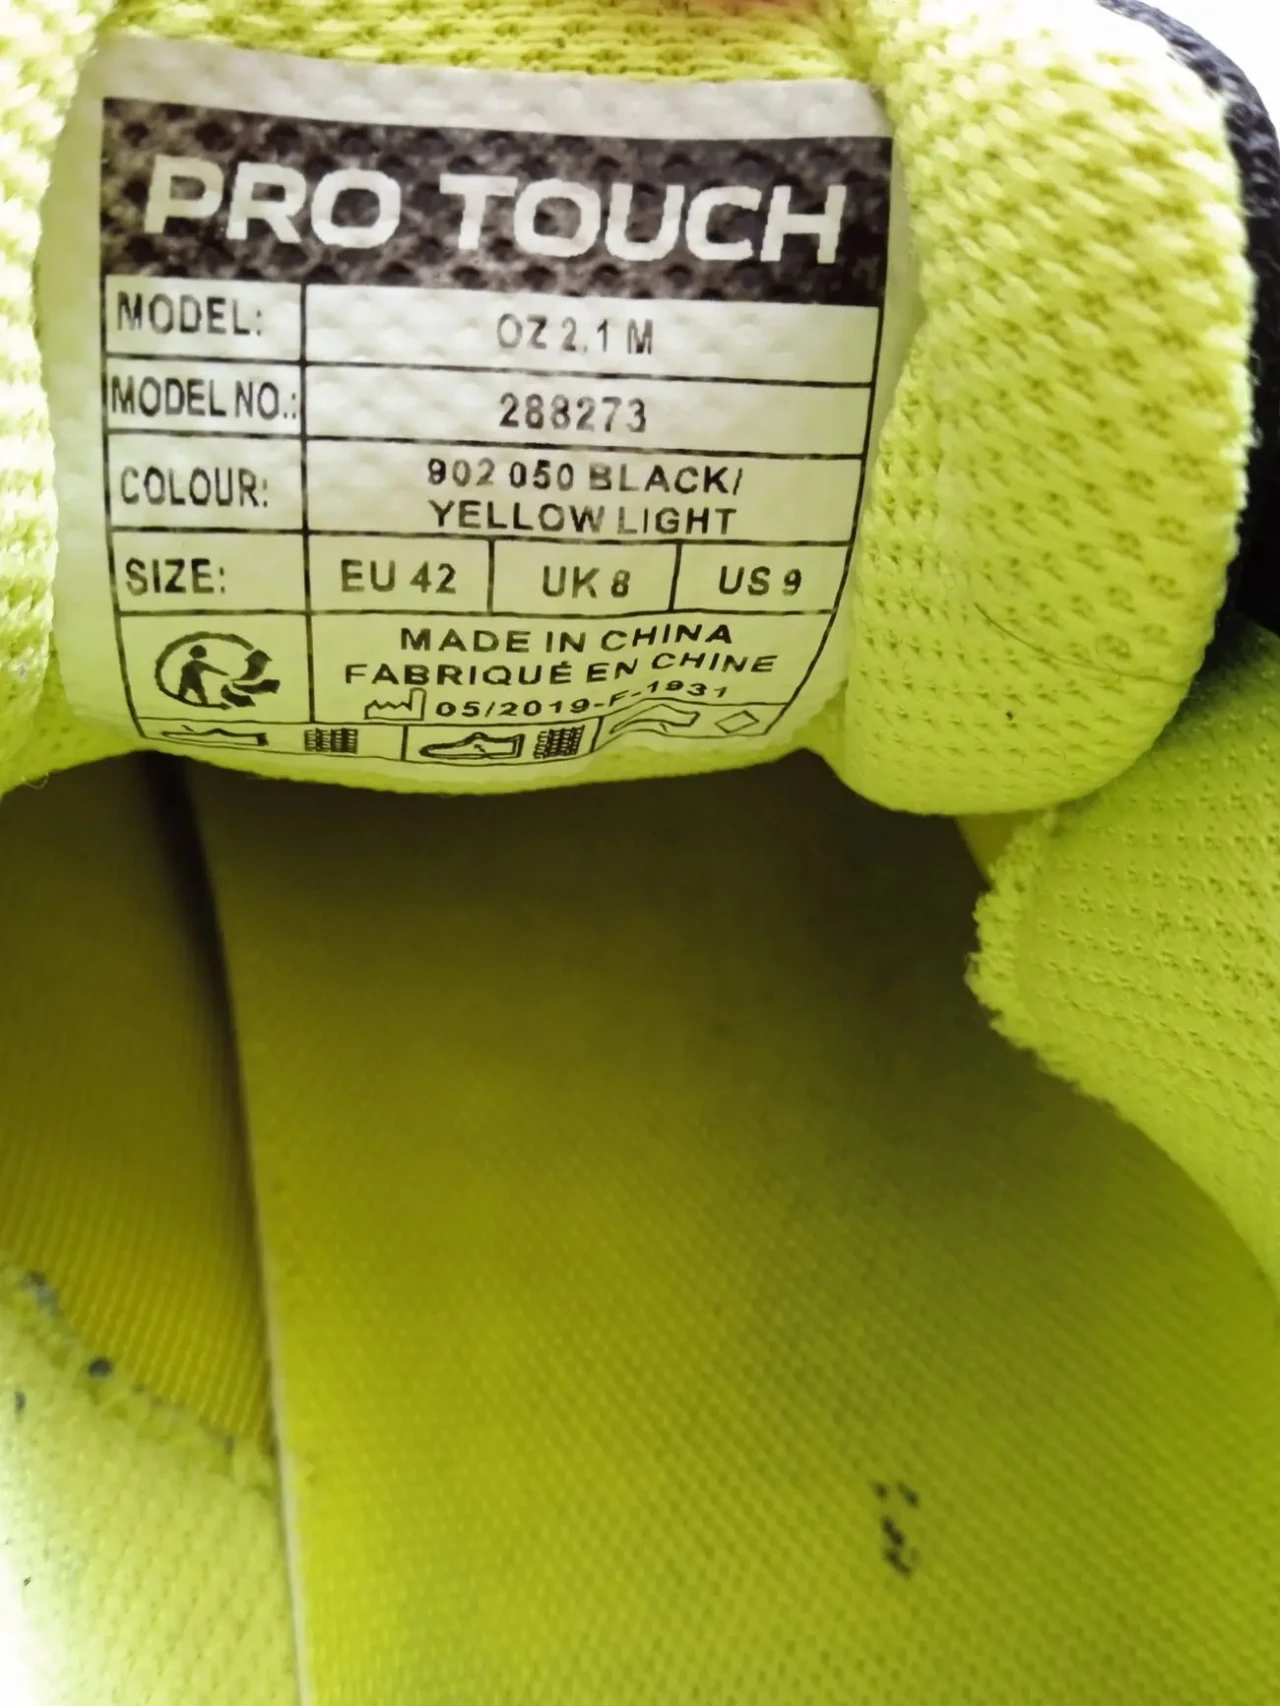 PRO TOUCH
MODEL: OZ 2.1 M
MODEL NO.: 288273
COLOUR: 902 050 BLACK/
YELLOW LIGHT
SIZE: EU 42 UK 8 US 9
MADE IN CHINA
FABRIQUÉ EN CHINE
05/2019-F-1931